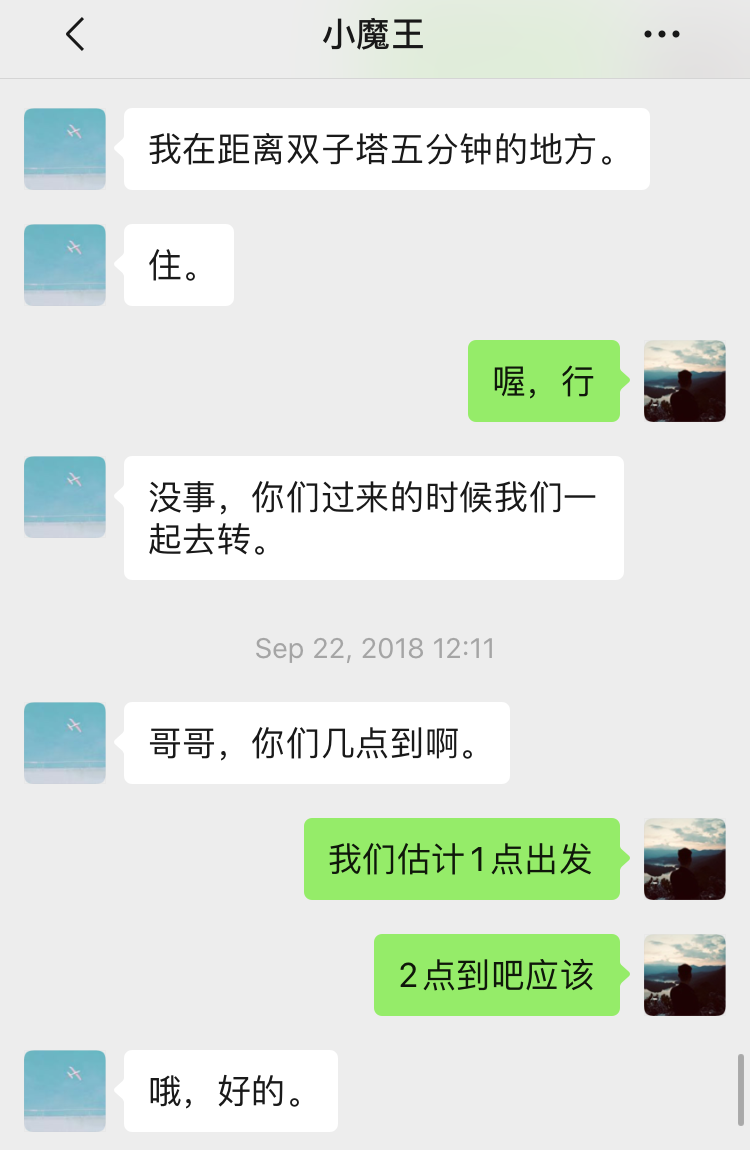 小魔王
我在距离双子塔五分钟的地方。
住。
喔，行
没事，你们过来的时候我们一
起去转。
Sep 22, 2018 12:11
哥哥，你们几点到啊。
我们估计1点出发
2点到吧应该
哦，好的。